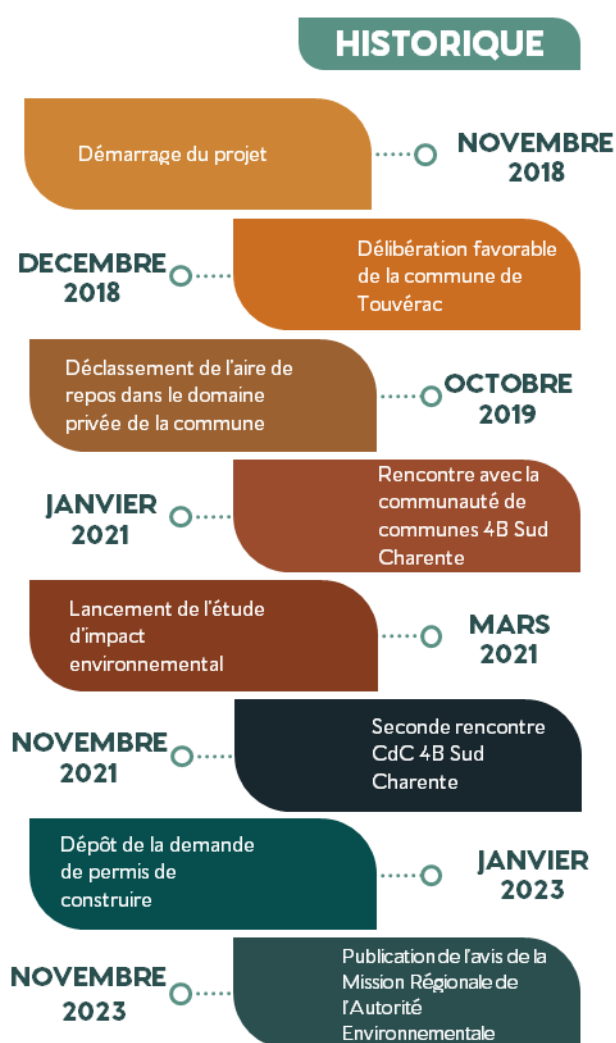 HISTORIQUE
Démarrage du projet
NOVEMBRE
2018
DECEMBRE
2018
Délibération favorable
de la commune de
Touvérac
Déclassement de l'aire de
repos dans le domaine
privée de la commune
OCTOBRE
2019
JANVIER
2021
Rencontre avec la
communauté de
communes 4B Sud
Charente
Lancement de l'étude
d'impact
environnemental
MARS
2021
NOVEMBRE
2021
Seconde rencontre
CdC 4B Sud
Charente
Dépôt de la demande
de permis de
construire
JANVIER
2023
NOVEMBRE
2023
Publication de l'avis de la
Mission Régionale de
l'Autorité
Environnementale